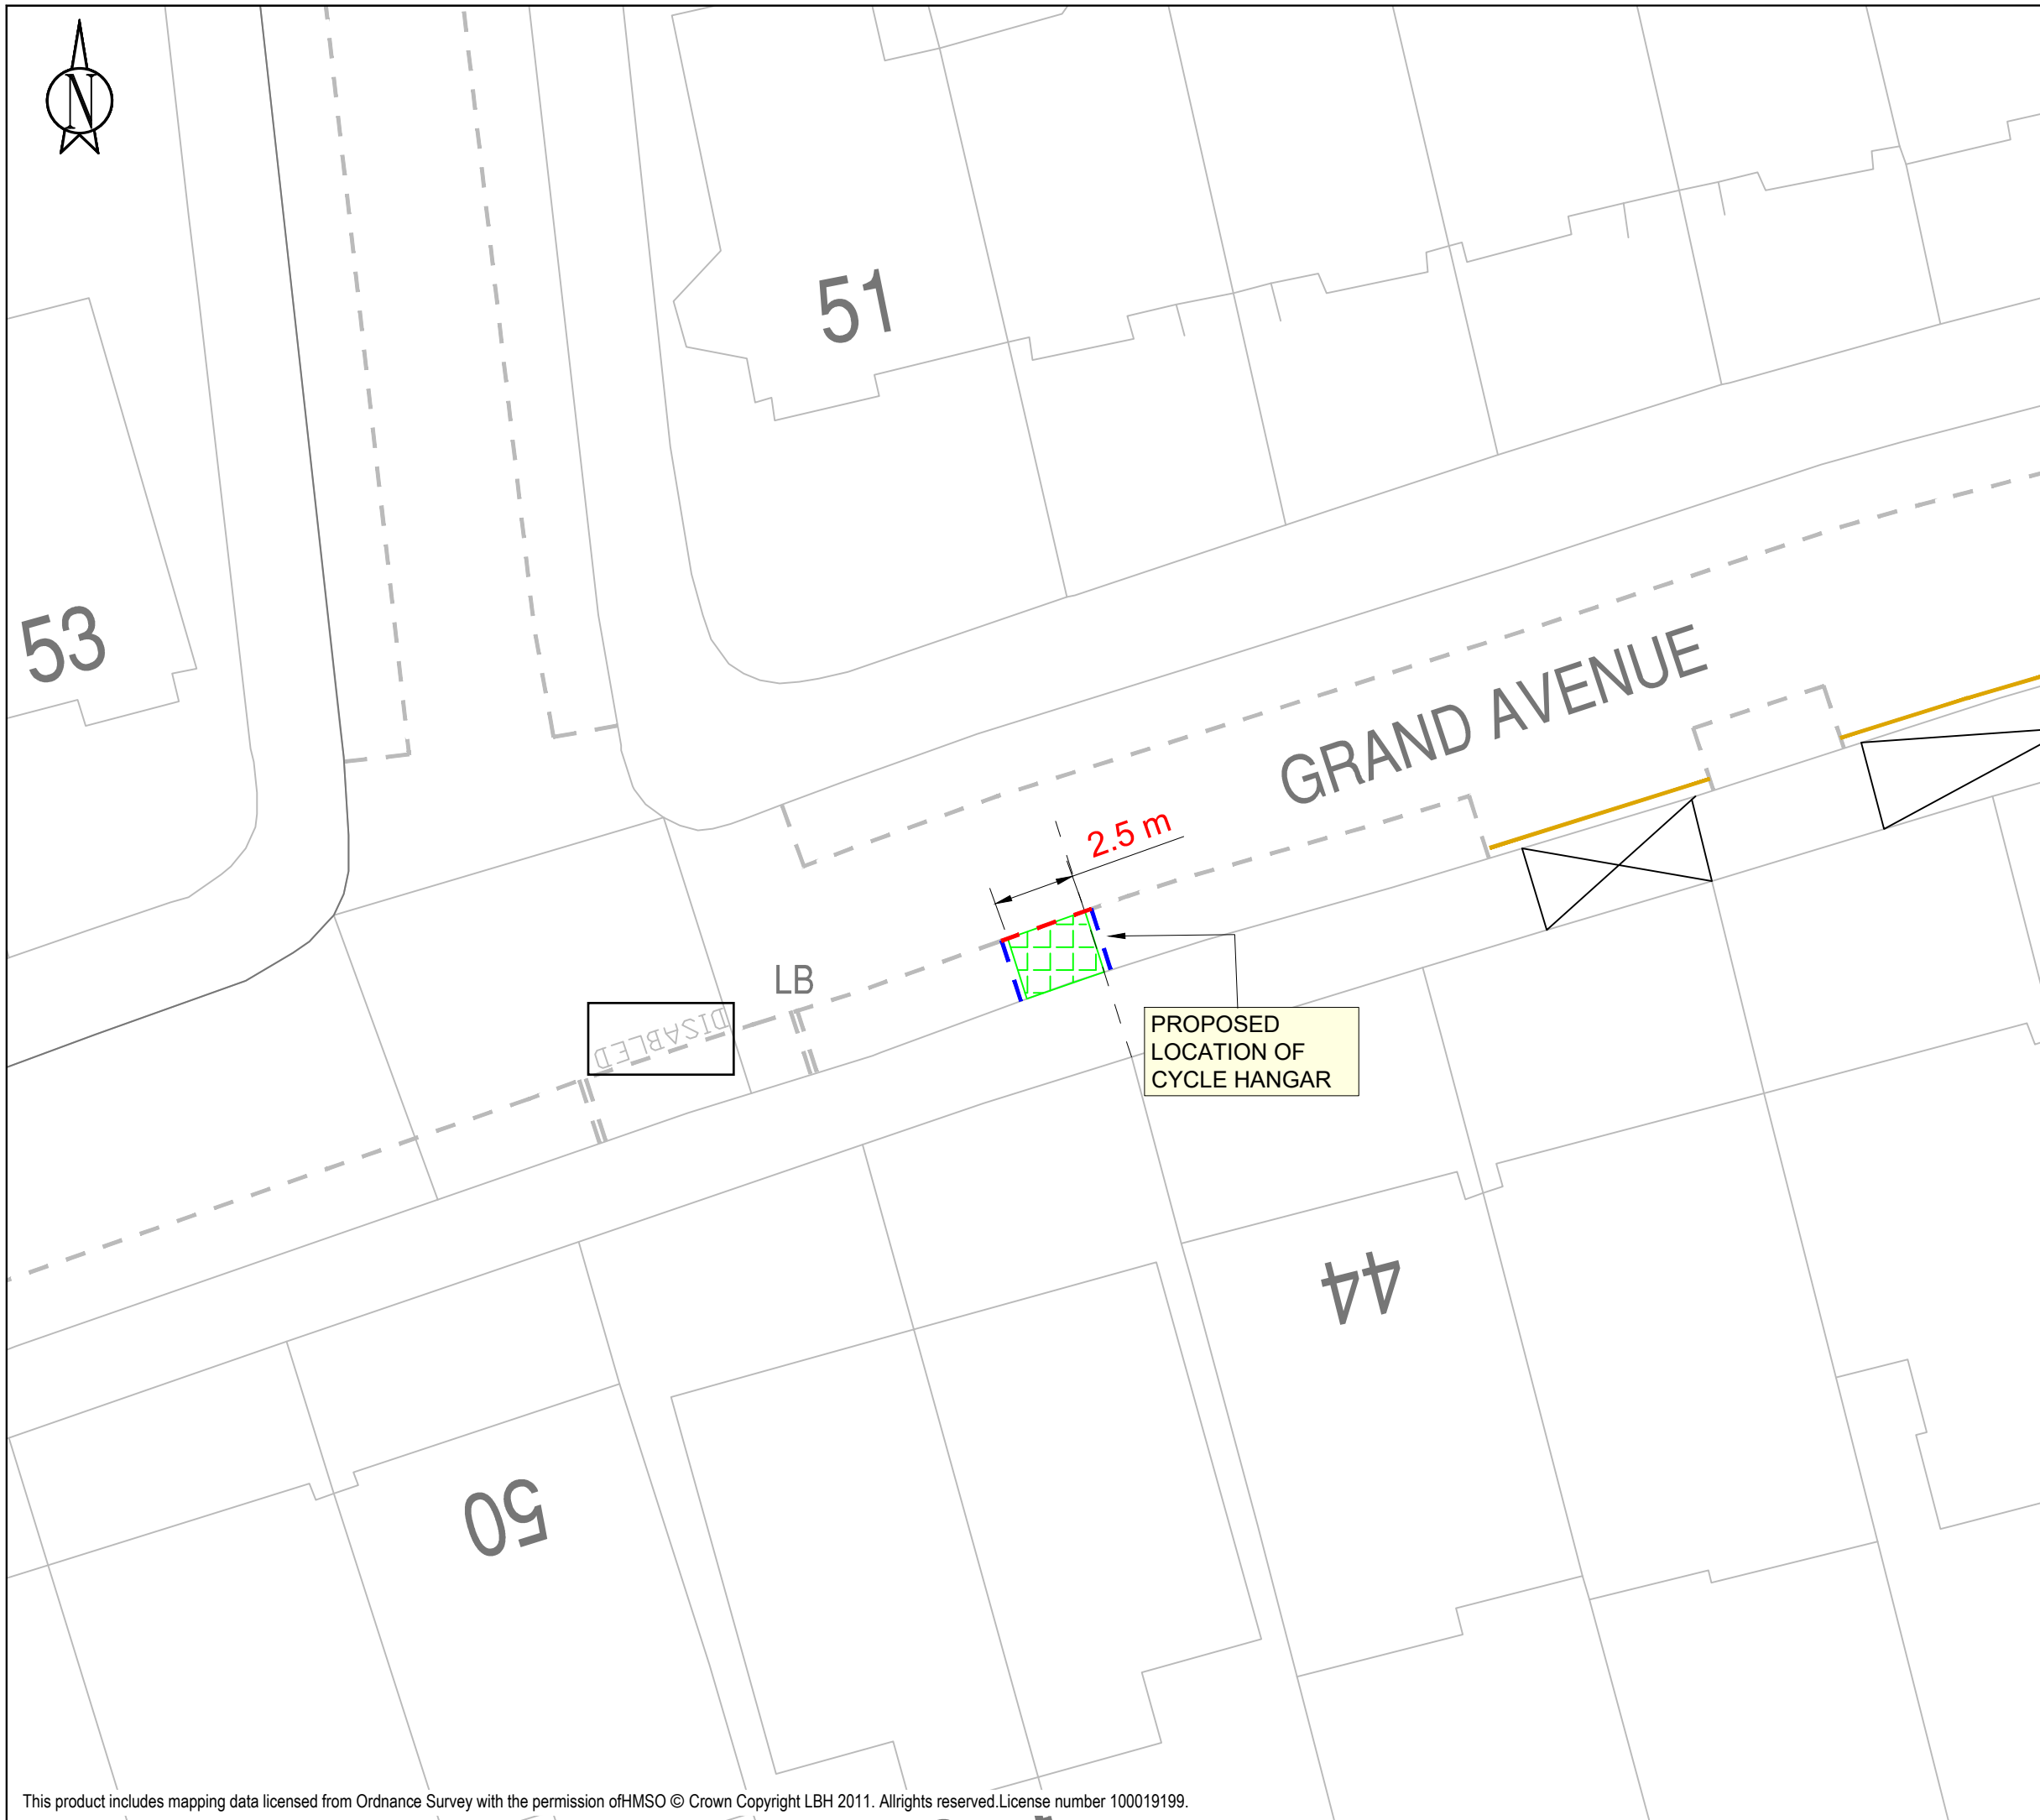 N
51
53
GRAND AVENUE
2.5 m
LB
DISABLED
PROPOSED
LOCATION OF
CYCLE HANGAR
44
50
This product includes mapping data licensed from Ordnance Survey with the permission ofHMSO © Crown Copyright LBH 2011. Allrights reserved.License number 100019199.